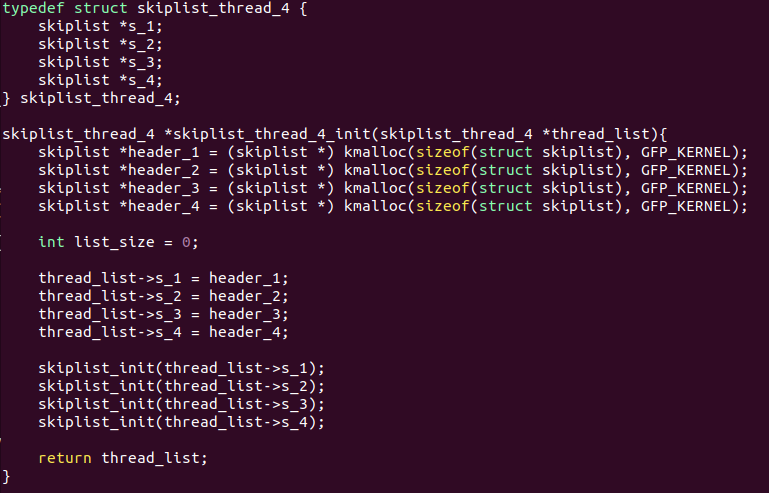 typedef struct skiplist_thread_4 {
    skiplist *s_1;
    skiplist *s_2;
    skiplist *s_3;
    skiplist *s_4;
} skiplist_thread_4;

skiplist_thread_4 *skiplist_thread_4_init(skiplist_thread_4 *thread_list){
    skiplist *header_1 = (skiplist *) kmalloc(sizeof(struct skiplist), GFP_KERNEL);
    skiplist *header_2 = (skiplist *) kmalloc(sizeof(struct skiplist), GFP_KERNEL);
    skiplist *header_3 = (skiplist *) kmalloc(sizeof(struct skiplist), GFP_KERNEL);
    skiplist *header_4 = (skiplist *) kmalloc(sizeof(struct skiplist), GFP_KERNEL);

    int list_size = 0;

    thread_list->s_1 = header_1;
    thread_list->s_2 = header_2;
    thread_list->s_3 = header_3;
    thread_list->s_4 = header_4;

    skiplist_init(thread_list->s_1);
    skiplist_init(thread_list->s_2);
    skiplist_init(thread_list->s_3);
    skiplist_init(thread_list->s_4);

    return thread_list;
}